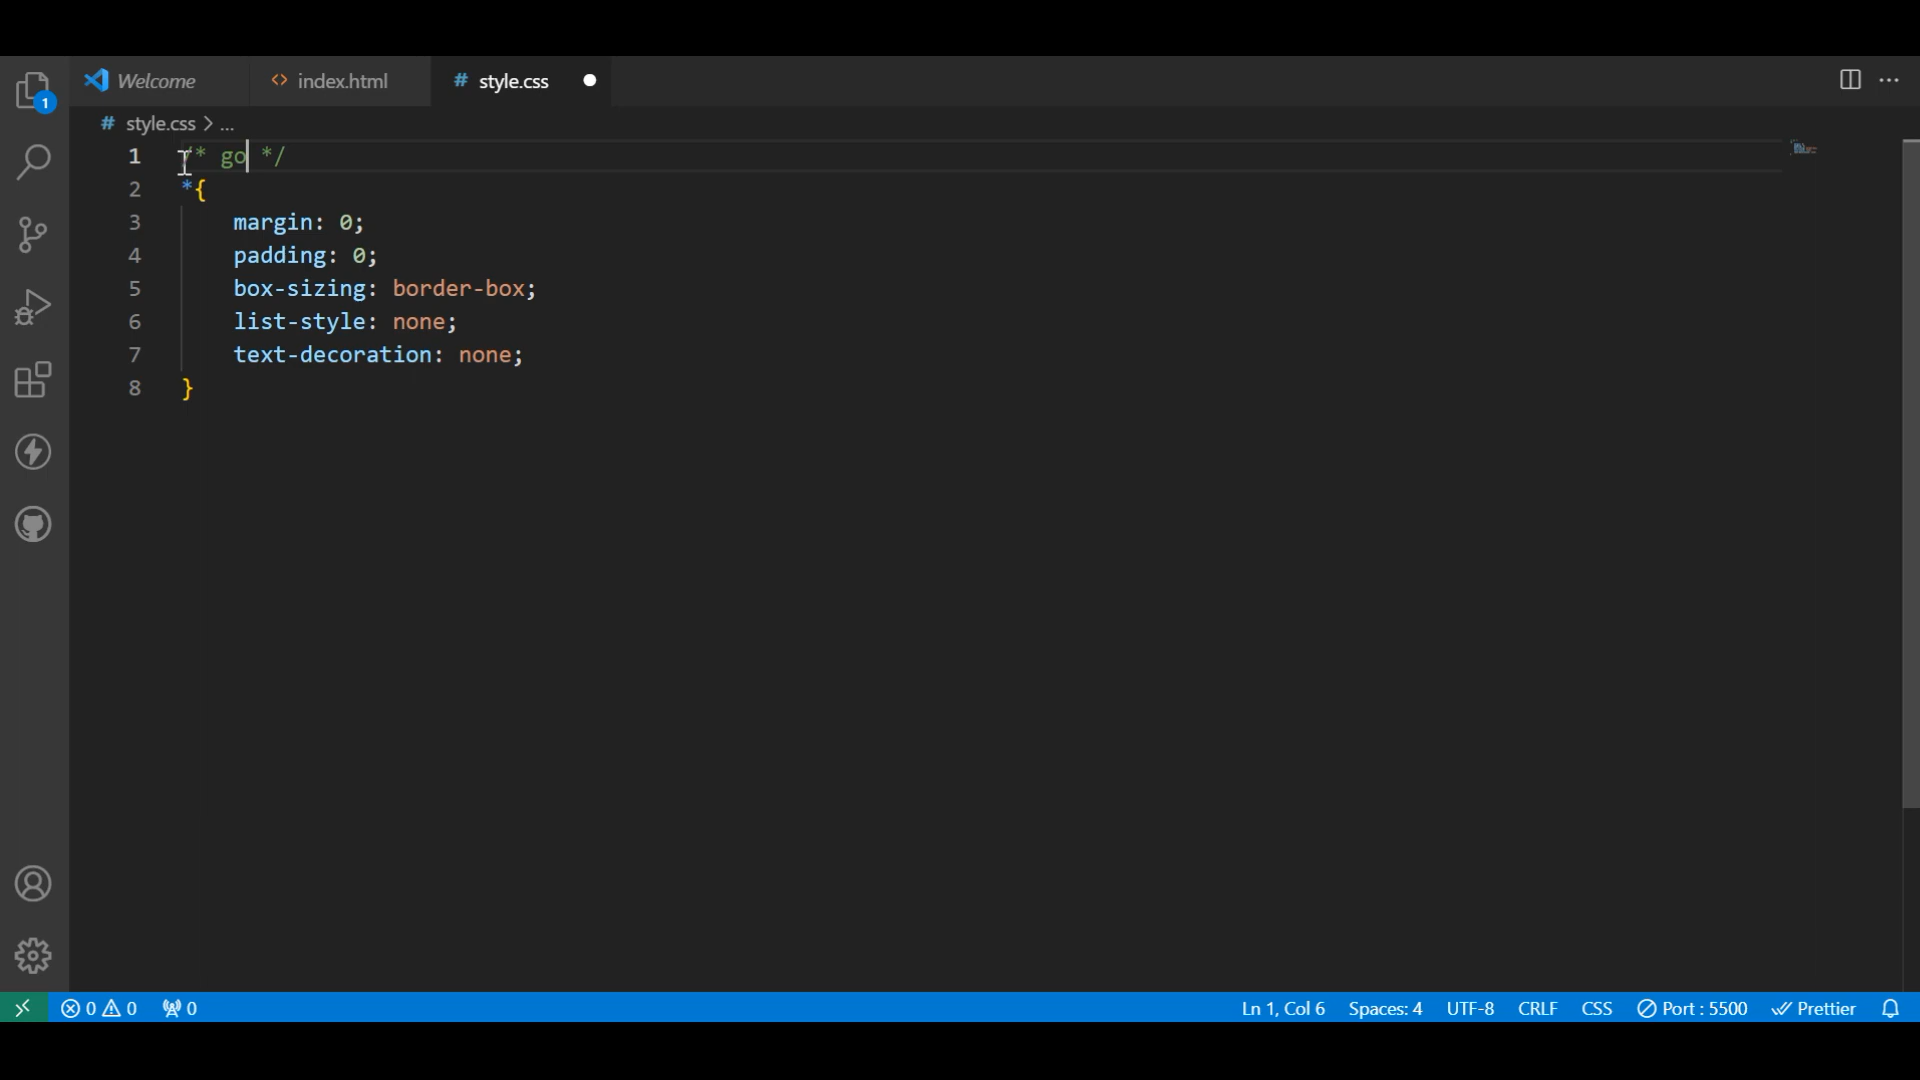 1
Welcome
index.html
# style.css
# style.css > ...
1 /* go */
2 *{
3 margin: 0;
4 padding: 0;
5 box-sizing: border-box;
6 list-style: none;
7 text-decoration: none;
8 }
0 0 0 Ln 1, Col 6 Spaces: 4 UTF-8 CRLF CSS Port : 5500 Prettier